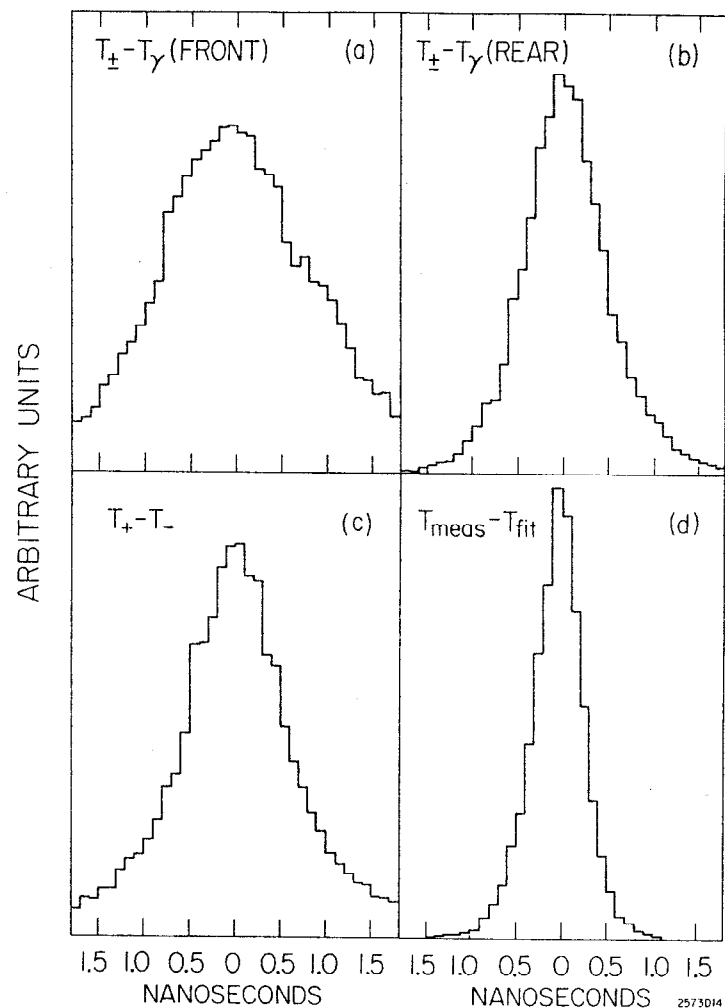 T±–Tγ(FRONT) (a)
T±–Tγ(REAR) (b)
ARBITRARY UNITS
T+–T– (c)
Tmeas–Tfit (d)
1.5 1.0 0.5 0 0.5 1.0 1.5
1.5 1.0 0.5 0 0.5 1.0 1.5
NANOSECONDS
NANOSECONDS
2573D14